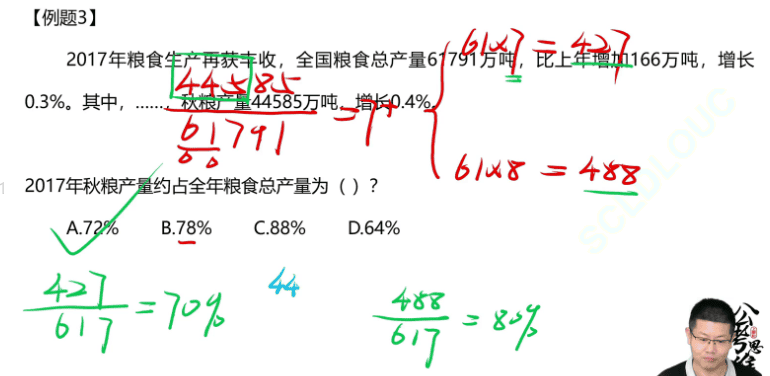 【例题3】
2017年粮食生产再获丰收，全国粮食总产量61791万吨，比上年增加166万吨，增长
0.3%。其中，……，秋粮产量44585万吨，增长0.4%。
61×7 = 427
44585
61791
= 7+
60
61×8 = 488
2017年秋粮产量约占全年粮食总产量为（ ）？
A.72% B.78% C.88% D.64%
427
617
= 70%
44
488
617
= 80%
公考
思维